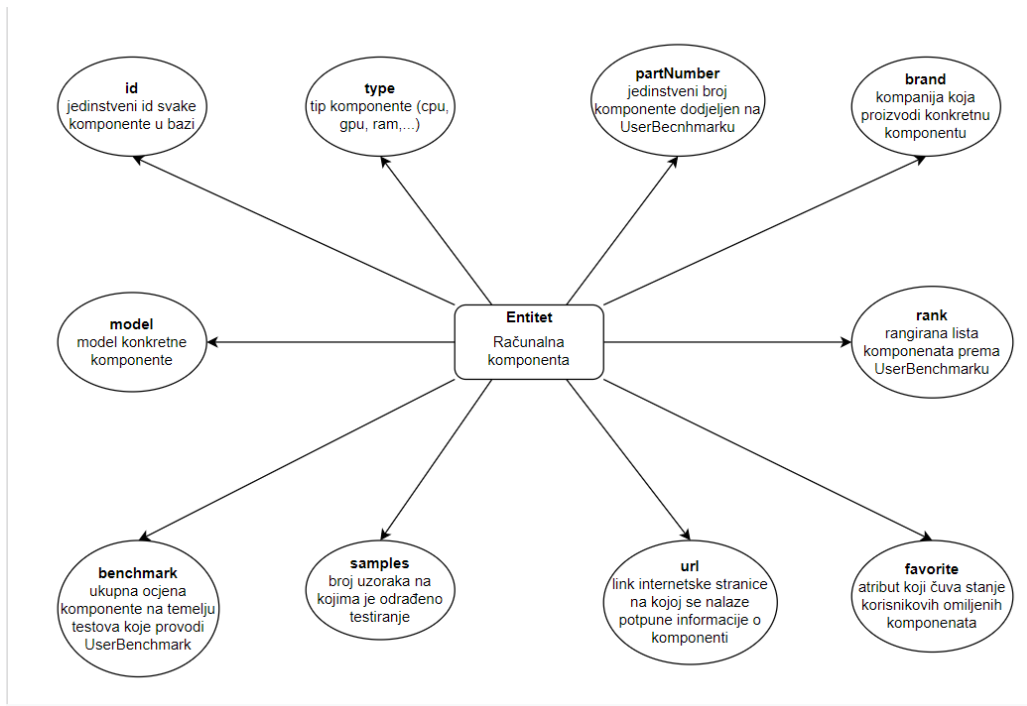 id
jedinstveni id svake
komponente u bazi
type
tip komponente (cpu,
gpu, ram,...)
partNumber
jedinstveni broj
komponente dodjeljen na
UserBecnhmarku
brand
kompanija koja
proizvodi konkretnu
komponentu
model
model konkretne
komponente
Entitet
Računalna
komponenta
rank
rangirana lista
komponenata prema
UserBenchmarku
benchmark
ukupna ocjena
komponente na temelju
testova koje provodi
UserBenchmark
samples
broj uzoraka na
kojima je odrađeno
testiranje
url
link internetske stranice
na kojoj se nalaze
potpune informacije o
komponenti
favorite
atribut koji čuva stanje
korisnikovih omiljenih
komponenata